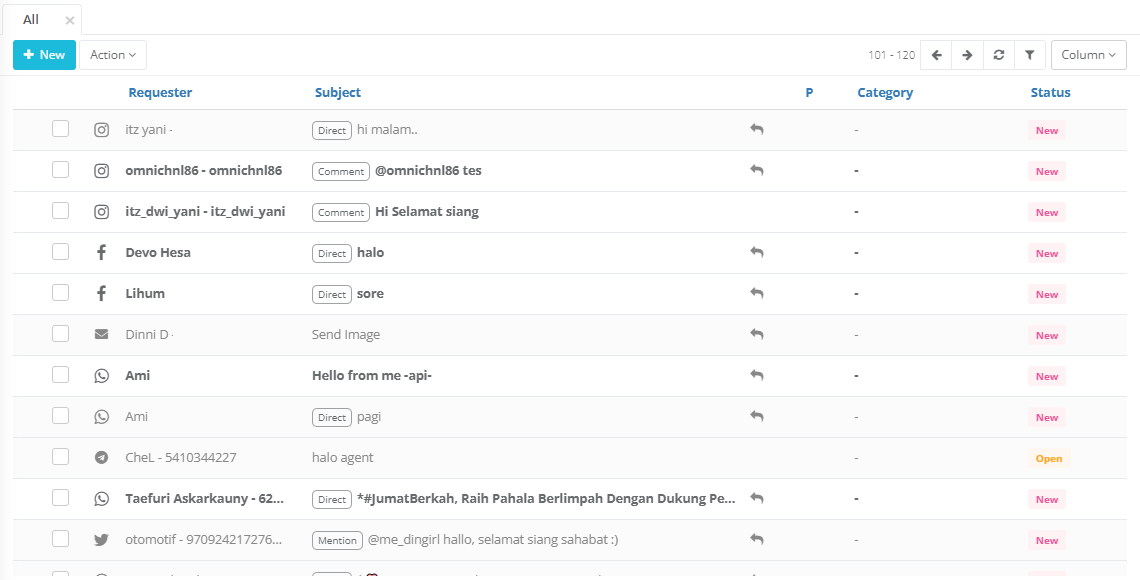 All
New Action 101 - 120 Column
Requester Subject P Category Status
itz yani - Direct hi malam.. - New
omnichnl86 - omnichnl86 Comment @omnichnl86 tes - New
itz_dwi_yani - itz_dwi_yani Comment Hi Selamat siang - New
Devo Hesa Direct halo - New
Lihum Direct sore - New
Dinni D - Send Image - New
Ami Hello from me -api- - New
Ami Direct pagi - New
CheL - 5410344227 halo agent - Open
Taefuri Askarkauny - 62... Direct *#JumatBerkah, Raih Pahala Berlimpah Dengan Dukung Pe... - New
otomotif - 970924217276... Mention @me_dingirl hallo, selamat siang sahabat :) - New